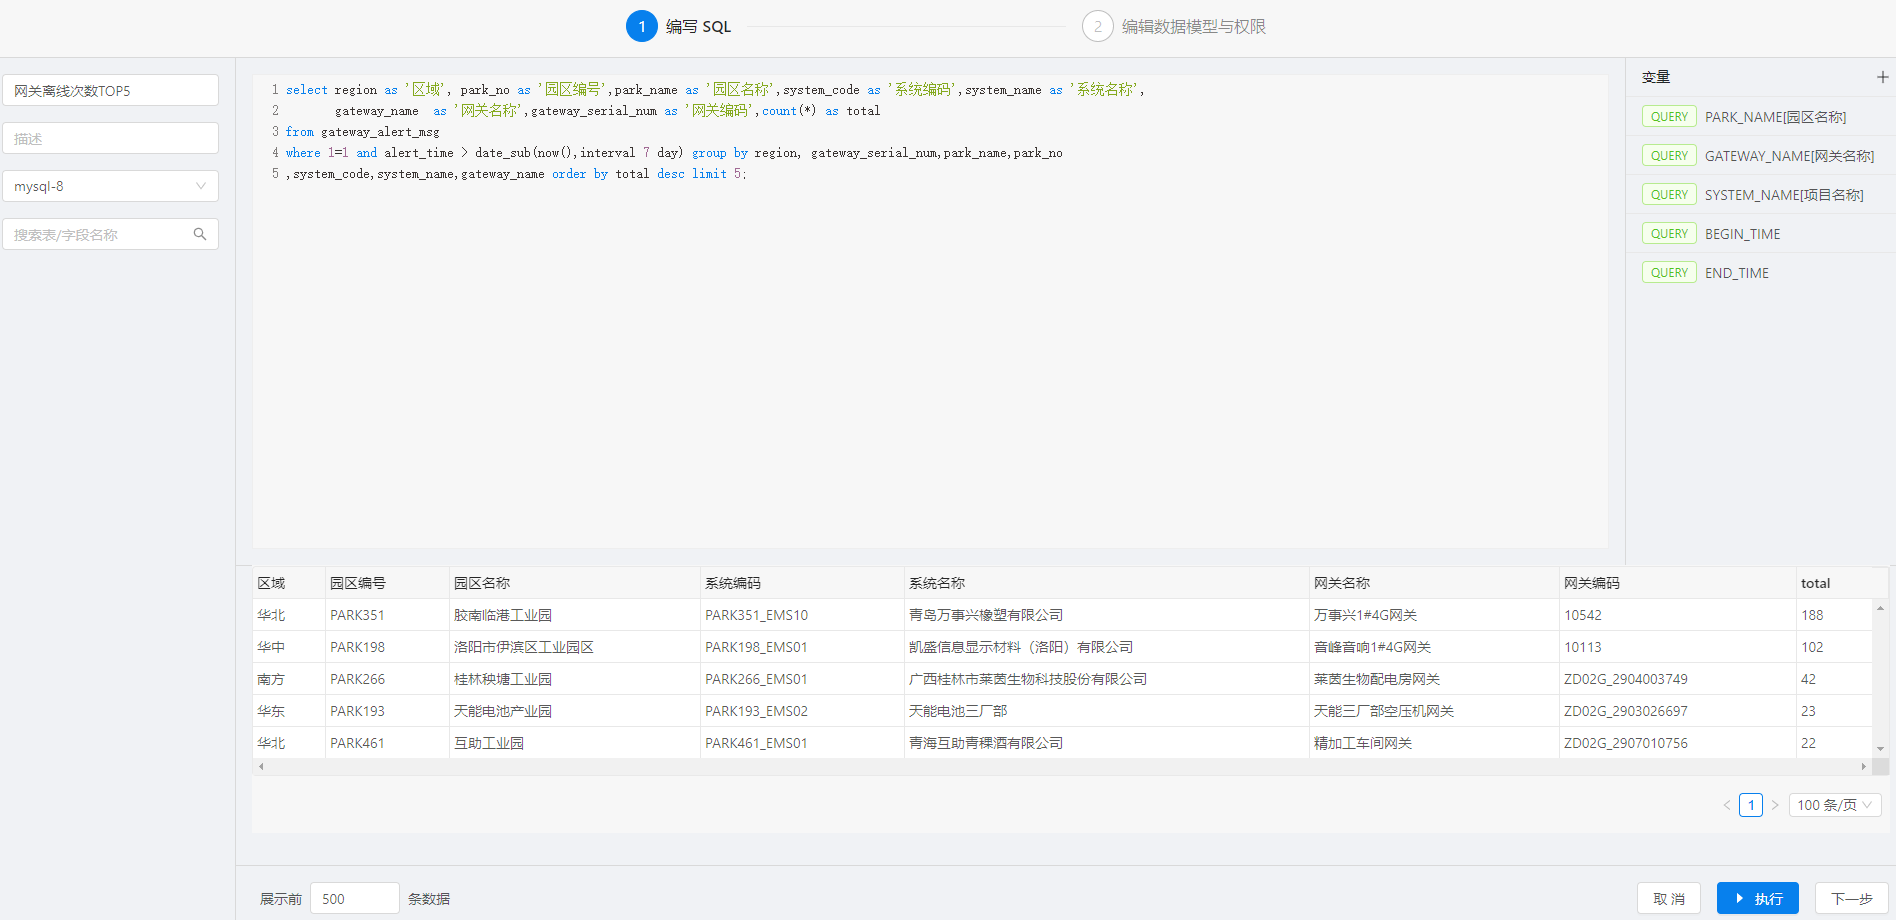 1 编写 SQL
2 编辑数据模型与权限
网关离线次数TOP5
描述
mysql-8
搜索表/字段名称
1 select region as '区域', park_no as '园区编号',park_name as '园区名称',system_code as '系统编码',system_name as '系统名称',
2 gateway_name  as '网关名称',gateway_serial_num as '网关编码',count(*) as total
3 from gateway_alert_msg
4 where 1=1 and alert_time > date_sub(now(),interval 7 day) group by region, gateway_serial_num,park_name,park_no
5 ,system_code,system_name,gateway_name order by total desc limit 5;
变量 +
QUERY PARK_NAME[园区名称]
QUERY GATEWAY_NAME[网关名称]
QUERY SYSTEM_NAME[项目名称]
QUERY BEGIN_TIME
QUERY END_TIME
区域 园区编号 园区名称 系统编码 系统名称 网关名称 网关编码 total
华北 PARK351 胶南临港工业园 PARK351_EMS10 青岛万事兴橡塑有限公司 万事兴1#4G网关 10542 188
华中 PARK198 洛阳市伊滨区工业园区 PARK198_EMS01 凯盛信息显示材料（洛阳）有限公司 音峰音响1#4G网关 10113 102
南方 PARK266 桂林秧塘工业园 PARK266_EMS01 广西桂林市莱茵生物科技股份有限公司 莱茵生物配电房网关 ZD02G_2904003749 42
华东 PARK193 天能电池产业园 PARK193_EMS02 天能电池三厂部 天能三厂部空压机网关 ZD02G_2903026697 23
华北 PARK461 互助工业园 PARK461_EMS01 青海互助青稞酒有限公司 精加工车间网关 ZD02G_2907010756 22
< 1 > 100 条/页
展示前 500 条数据
取 消
执行
下一步